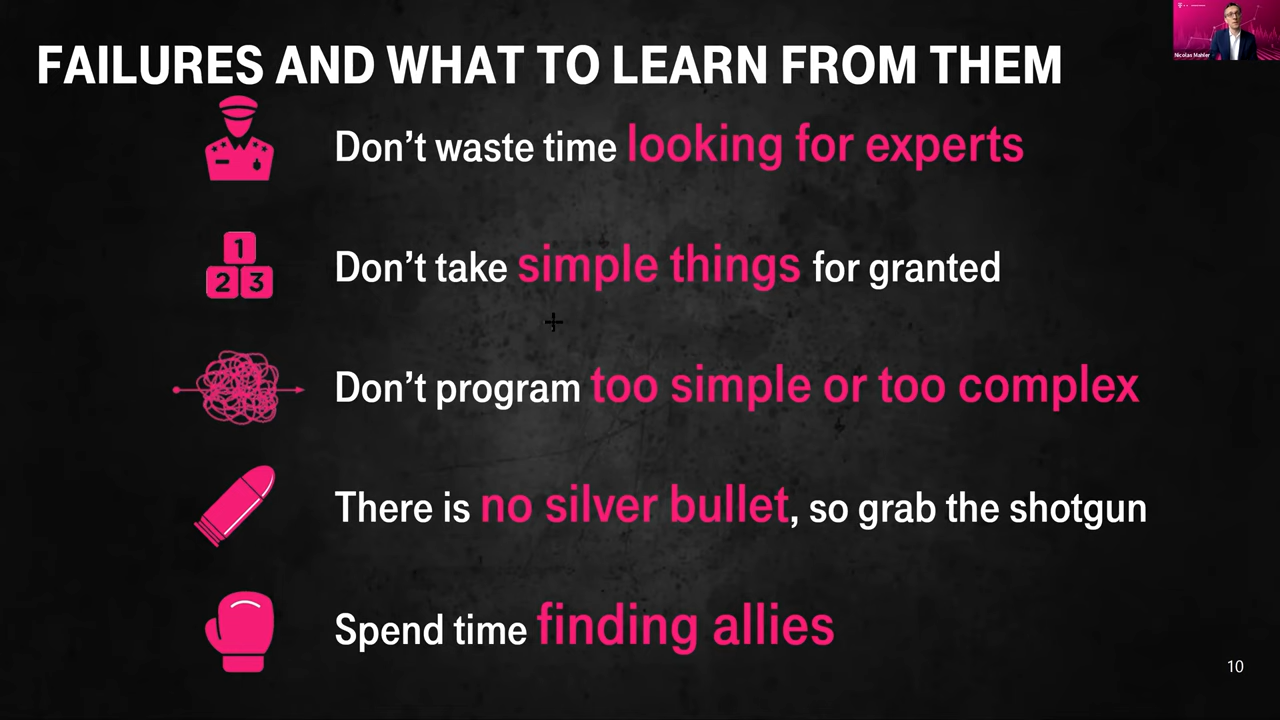 FAILURES AND WHAT TO LEARN FROM THEM
Nicolas Mahler
Don't waste time looking for experts
1
2 3
Don't take simple things for granted
Don't program too simple or too complex
There is no silver bullet, so grab the shotgun
Spend time finding allies
10